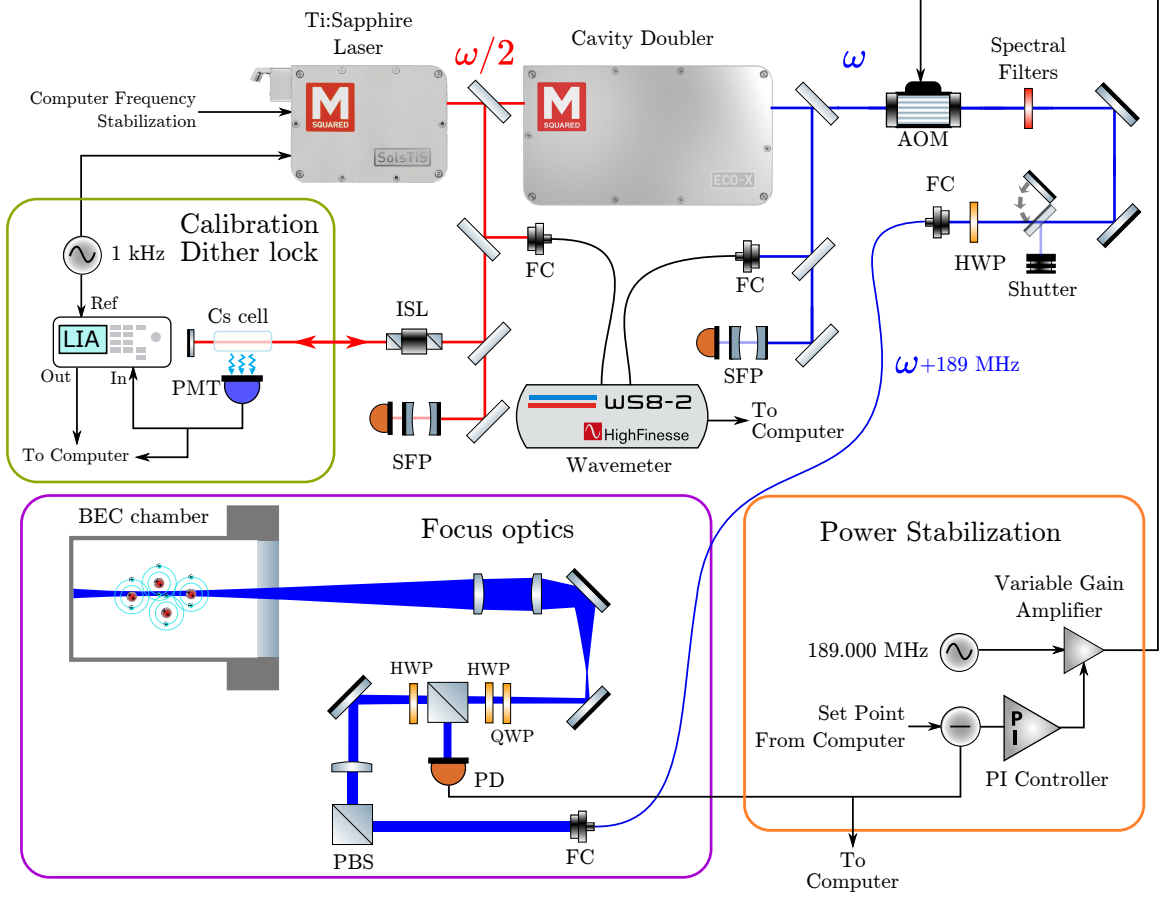 Ti:Sapphire
Laser
ω/2
Cavity Doubler
ω
Spectral
Filters
Computer Frequency
Stabilization
M
SQUARED
SolsTiS
M
SQUARED
ECD-X
AOM
FC
HWP
Shutter
Calibration
Dither lock
1 kHz
Ref
LIA
Out
In
Cs cell
PMT
To Computer
ISL
FC
FC
SFP
SFP
ω+189 MHz
WS8-2
HighFinesse
Wavemeter
To
Computer
BEC chamber
Focus optics
HWP
HWP
QWP
PD
PBS
FC
Power Stabilization
Variable Gain
Amplifier
189.000 MHz
Set Point
From Computer
−
P
I
PI Controller
To
Computer